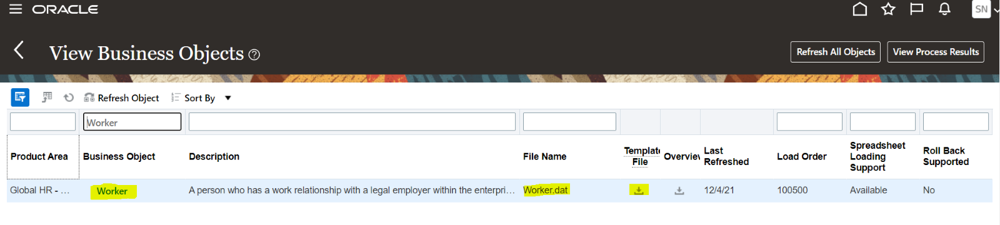 ORACLE
SN
View Business Objects ?
Refresh All Objects
View Process Results
Refresh Object
Sort By
Worker
Product Area
Business Object
Description
File Name
Templat
File
Overvie
Last
Refreshed
Load Order
Spreadsheet
Loading
Support
Roll Back
Supported
Global HR - ...
Worker
A person who has a work relationship with a legal employer within the enterpri...
Worker.dat
12/4/21
100500
Available
No